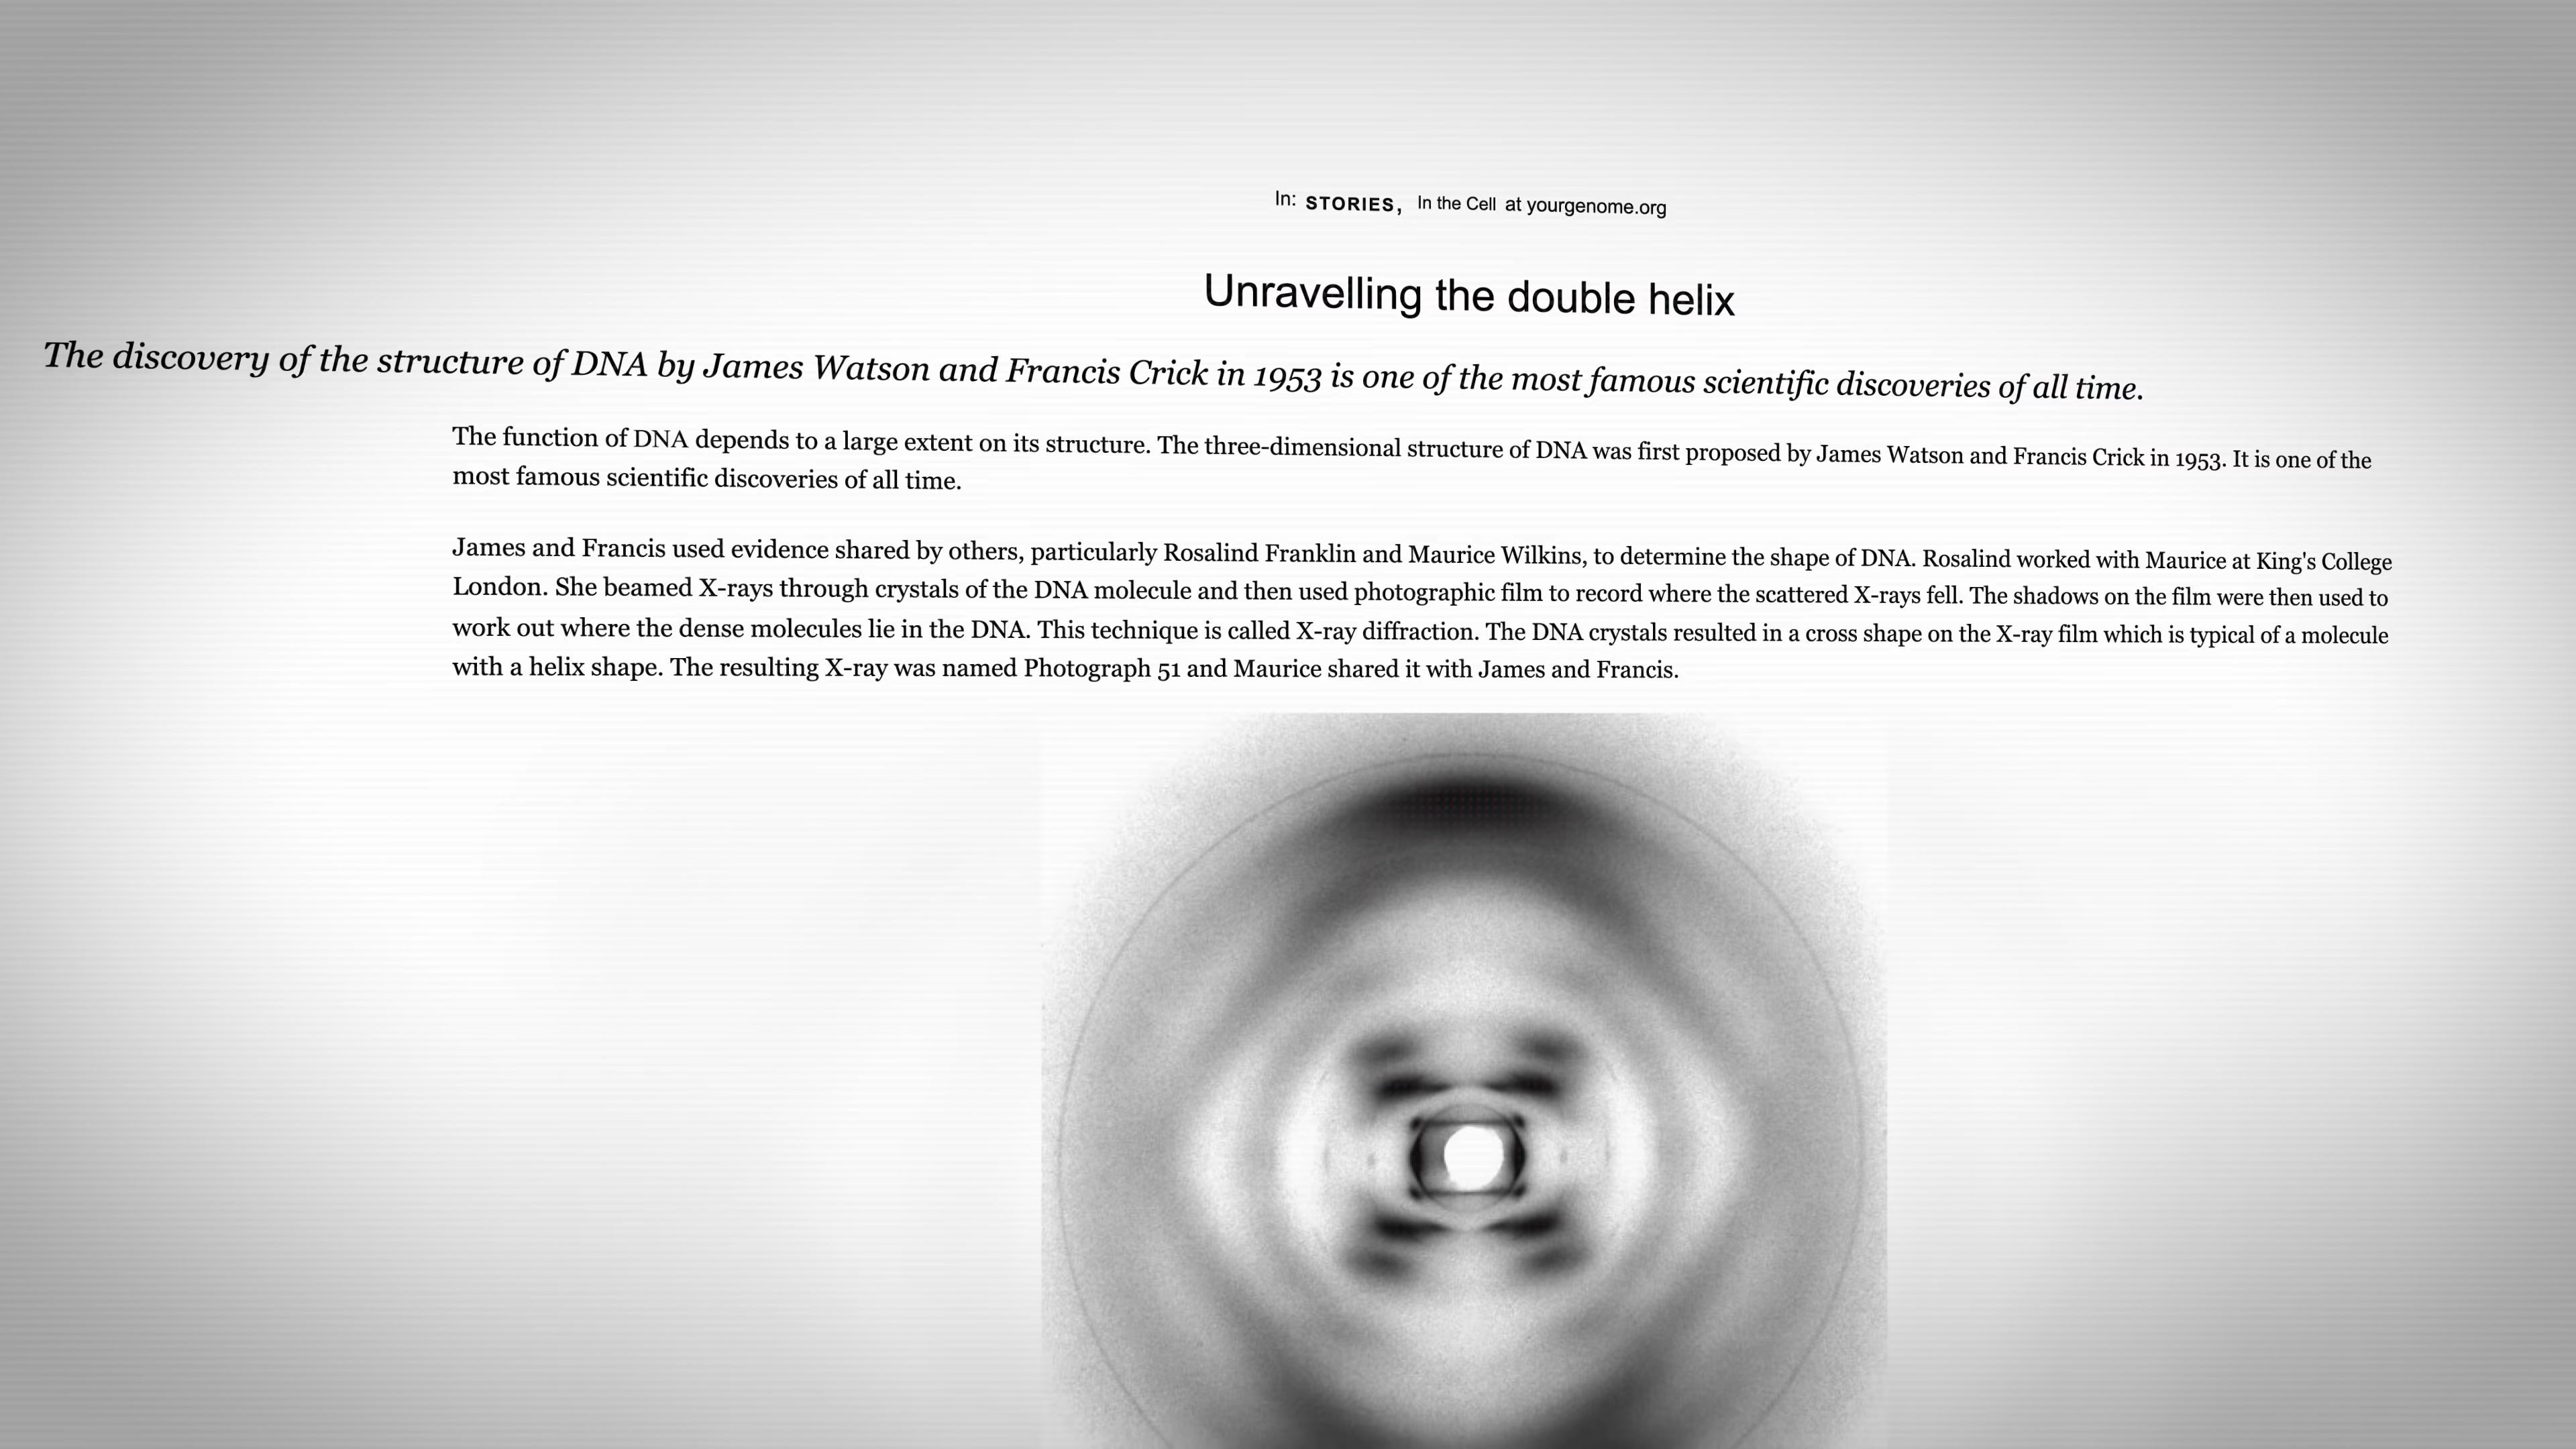 In: STORIES, In the Cell at yourgenome.org
Unravelling the double helix
The discovery of the structure of DNA by James Watson and Francis Crick in 1953 is one of the most famous scientific discoveries of all time.
The function of DNA depends to a large extent on its structure. The three-dimensional structure of DNA was first proposed by James Watson and Francis Crick in 1953. It is one of the
most famous scientific discoveries of all time.
James and Francis used evidence shared by others, particularly Rosalind Franklin and Maurice Wilkins, to determine the shape of DNA. Rosalind worked with Maurice at King's College
London. She beamed X-rays through crystals of the DNA molecule and then used photographic film to record where the scattered X-rays fell. The shadows on the film were then used to
work out where the dense molecules lie in the DNA. This technique is called X-ray diffraction. The DNA crystals resulted in a cross shape on the X-ray film which is typical of a molecule
with a helix shape. The resulting X-ray was named Photograph 51 and Maurice shared it with James and Francis.